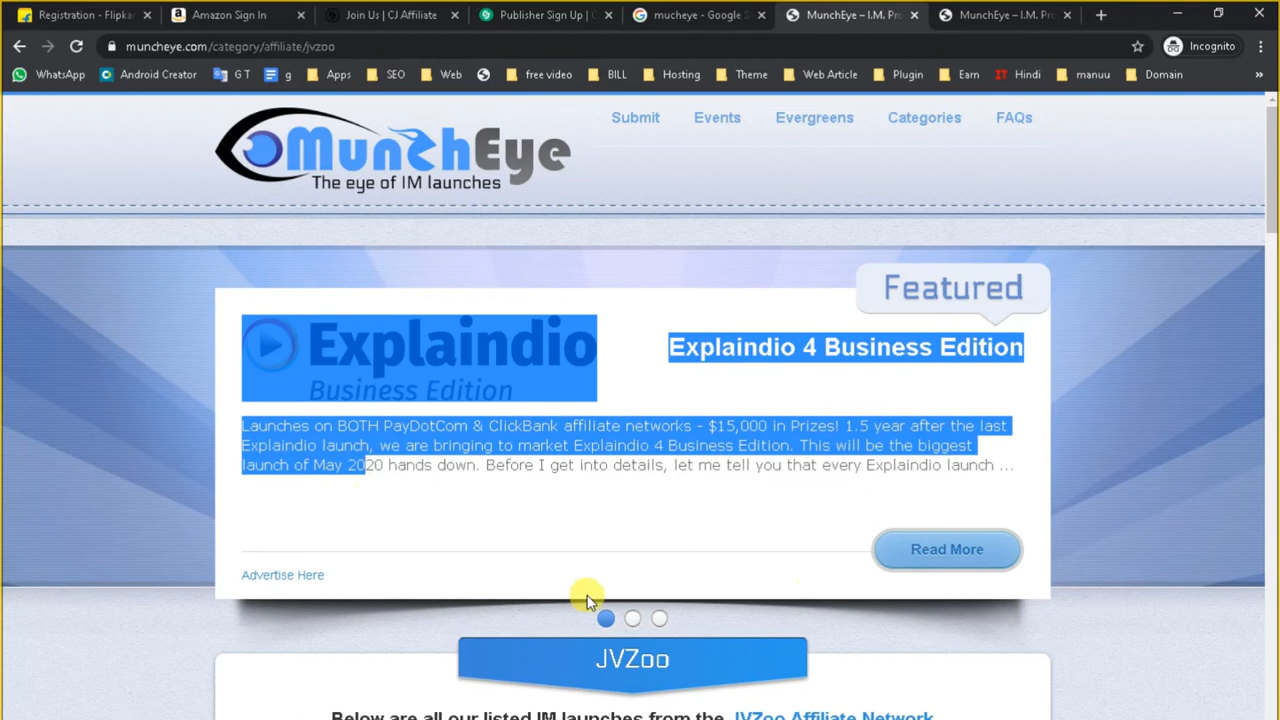 Registration - Flipka
Amazon Sign In
Join Us | CJ Affiliate
Publisher Sign Up | C
mucheye - Google S
MunchEye – I.M. Pro
MunchEye – I.M. Pro
muncheye.com/category/affiliate/jvzoo
Incognito
WhatsApp
Android Creator
G T
g
Apps
SEO
Web
free video
BILL
Hosting
Theme
Web Article
Plugin
Earn
IT Hindi
manuu
Domain
»
MunchEye
The eye of IM launches
Submit
Events
Evergreens
Categories
FAQs
Featured
Explaindio
Business Edition
Explaindio 4 Business Edition
Launches on BOTH PayDotCom & ClickBank affiliate networks - $15,000 in Prizes! 1.5 year after the last
Explaindio launch, we are bringing to market Explaindio 4 Business Edition. This will be the biggest
launch of May 2020 hands down. Before I get into details, let me tell you that every Explaindio launch ...
Read More
Advertise Here
JVZoo
Below are all our listed IM launches from the JVZoo Affiliate Network